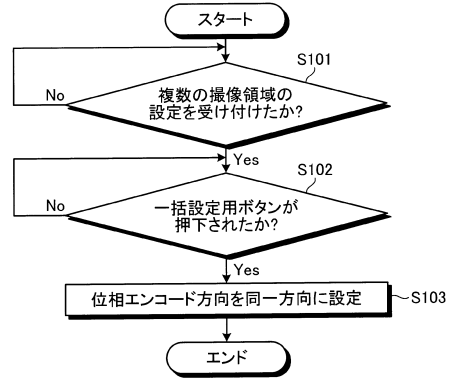 スタート
S101
複数の撮像領域の
設定を受け付けたか?
No
Yes
S102
一括設定用ボタンが
押下されたか?
No
Yes
位相エンコード方向を同一方向に設定
S103
エンド